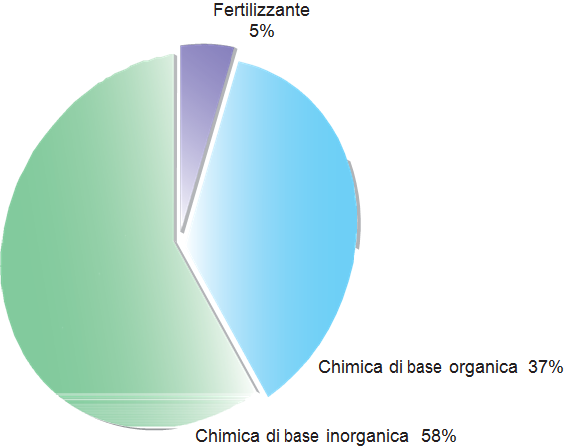 Fertilizzante
5%
Chimica di base organica 37%
Chimica di base inorganica 58%